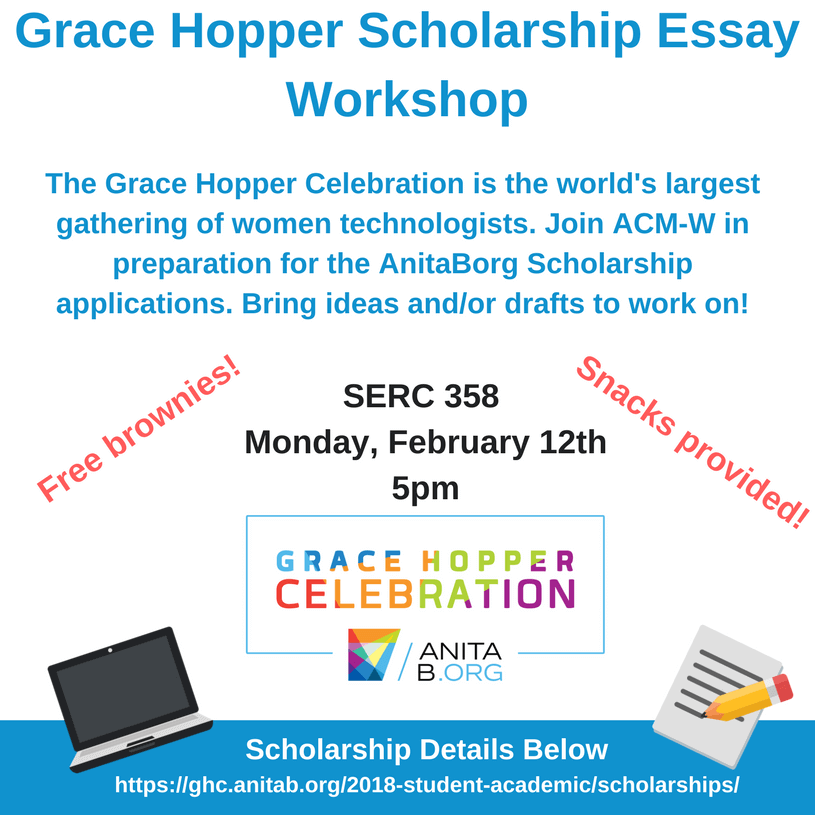 Grace Hopper Scholarship Essay
Workshop
The Grace Hopper Celebration is the world's largest
gathering of women technologists. Join ACM-W in
preparation for the AnitaBorg Scholarship
applications. Bring ideas and/or drafts to work on!
Free brownies!
Snacks provided!
SERC 358
Monday, February 12th
5pm
GRACE HOPPER
CELEBRATION
/ ANITA
B.ORG
Scholarship Details Below
https://ghc.anitab.org/2018-student-academic/scholarships/